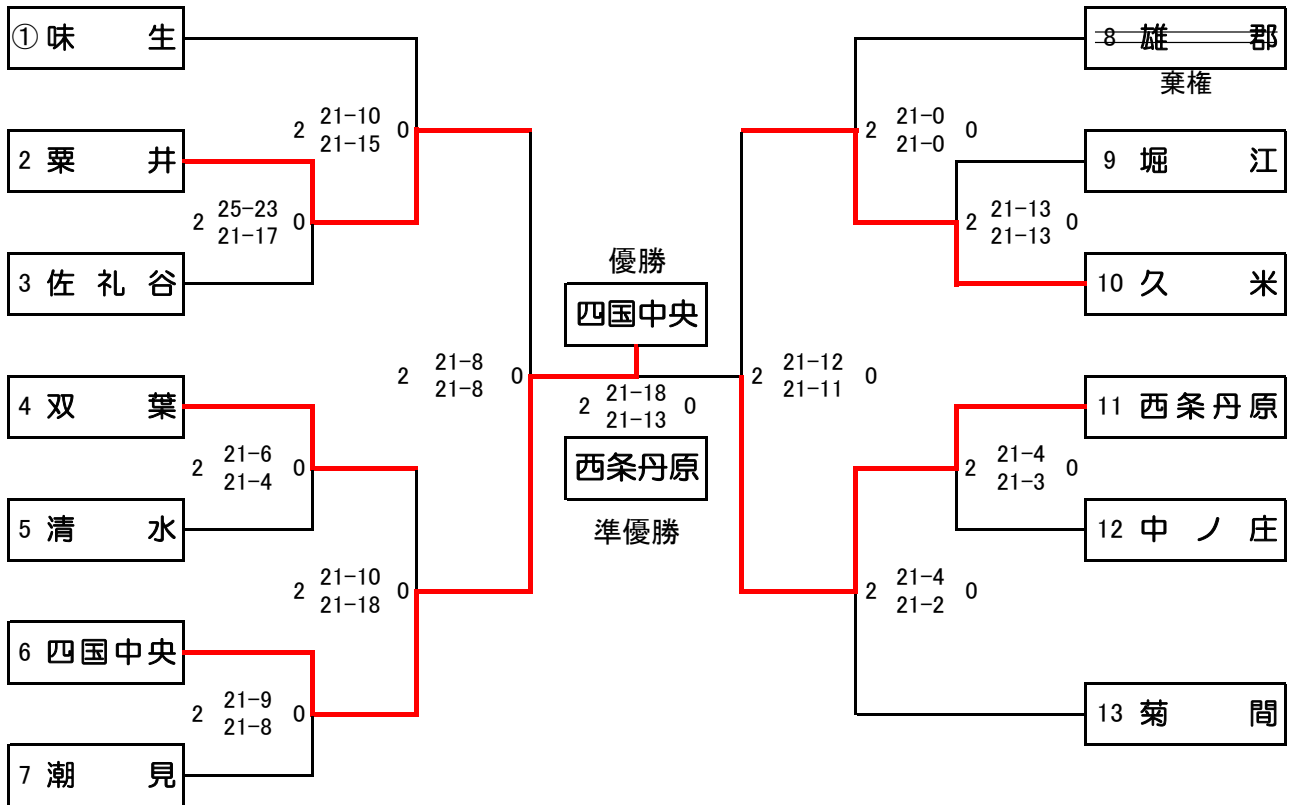 ① 味 生
2 粟 井
3 佐 礼 谷
4 双 葉
5 清 水
6 四国中央
7 潮 見
2 21-10 0
21-15
2 25-23 0
21-17
2 21-6 0
21-4
2 21-10 0
21-18
2 21-9 0
21-8
2 21-8 0
21-8
優勝
四国中央
2 21-18 0
21-13
西条丹原
準優勝
2 21-12 0
21-11
2 21-0 0
21-0
2 21-13 0
21-13
2 21-4 0
21-3
2 21-4 0
21-2
8 雄 郡
棄権
9 堀 江
10 久 米
11 西条丹原
12 中 ノ 庄
13 菊 間